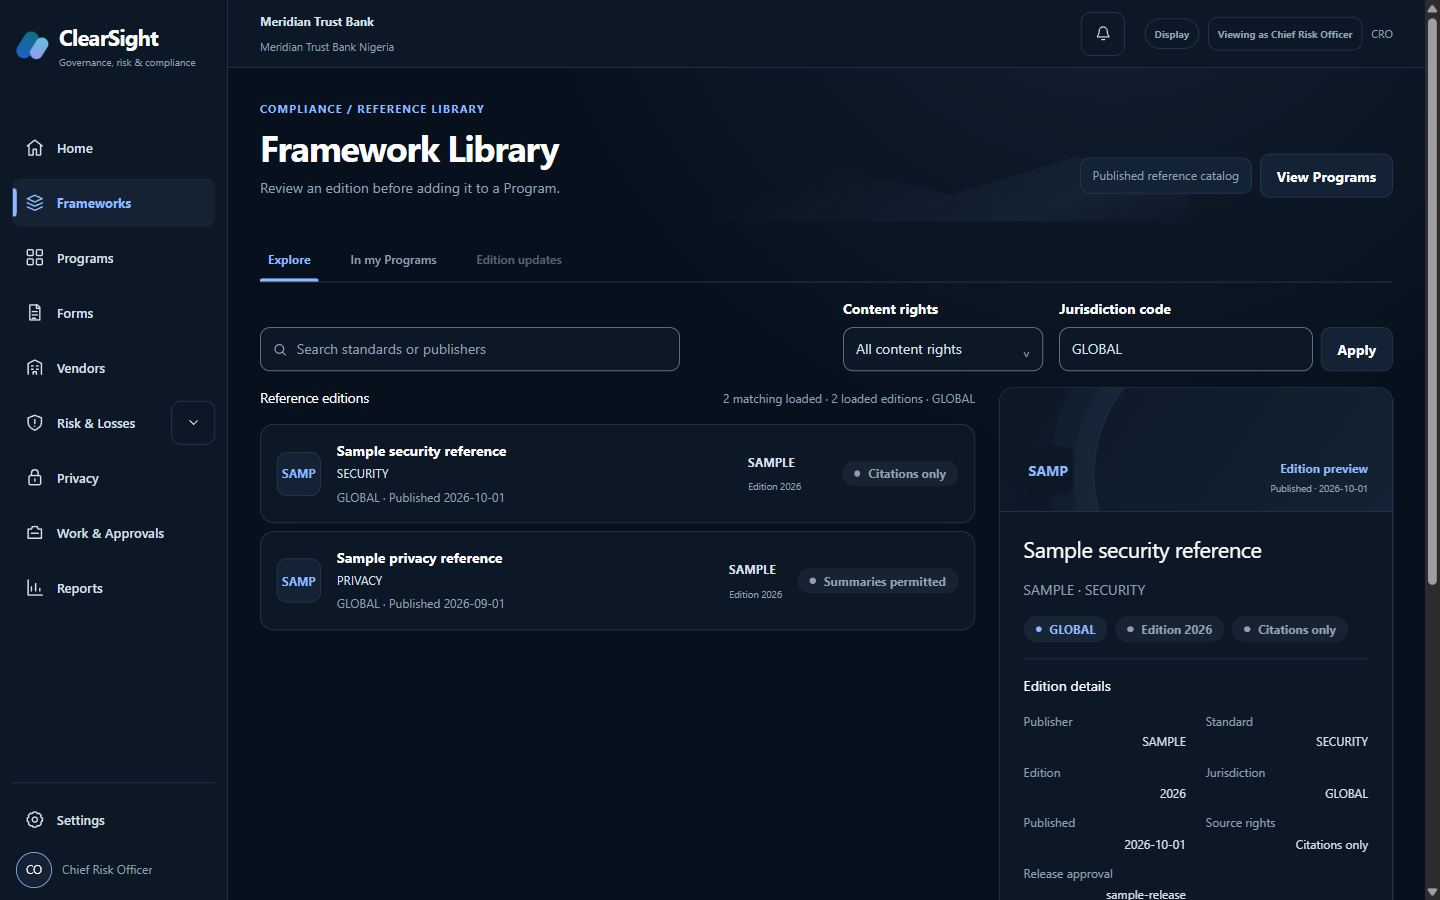 ClearSight
Governance, risk & compliance
Home
Frameworks
Programs
Forms
Vendors
Risk & Losses
Privacy
Work & Approvals
Reports
Settings
CO
Chief Risk Officer
Meridian Trust Bank
Meridian Trust Bank Nigeria
Display
Viewing as Chief Risk Officer
CRO
COMPLIANCE / REFERENCE LIBRARY
Framework Library
Review an edition before adding it to a Program.
Published reference catalog
View Programs
Explore
In my Programs
Edition updates
Search standards or publishers
Content rights
All content rights
Jurisdiction code
GLOBAL
Apply
Reference editions
2 matching loaded · 2 loaded editions · GLOBAL
SAMP
Sample security reference
SECURITY
GLOBAL · Published 2026-10-01
SAMPLE
Edition 2026
Citations only
SAMP
Sample privacy reference
PRIVACY
GLOBAL · Published 2026-09-01
SAMPLE
Edition 2026
Summaries permitted
SAMP
Edition preview
Published · 2026-10-01
Sample security reference
SAMPLE · SECURITY
GLOBAL
Edition 2026
Citations only
Edition details
Publisher
SAMPLE
Standard
SECURITY
Edition
2026
Jurisdiction
GLOBAL
Published
2026-10-01
Source rights
Citations only
Release approval
sample-release